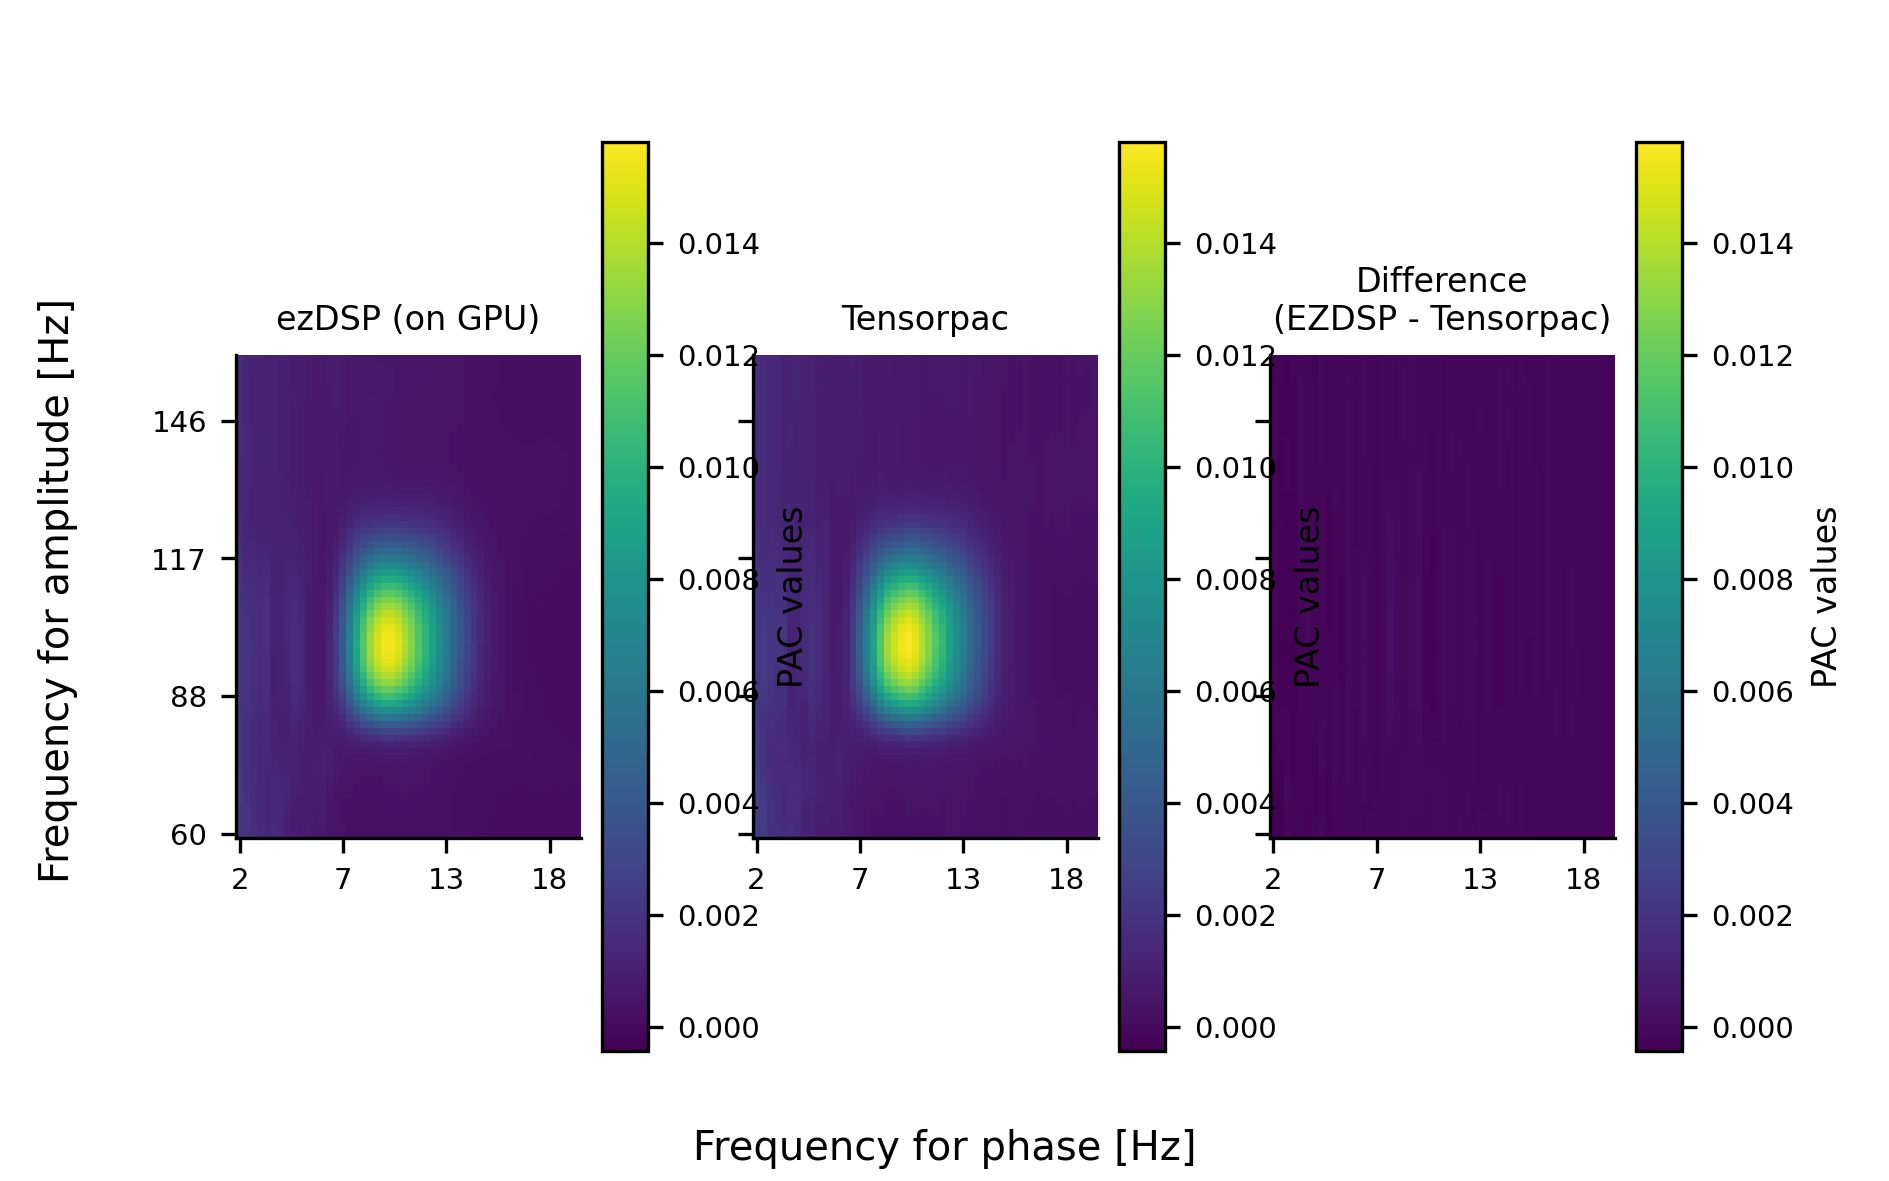 Frequency for amplitude [Hz]
ezDSP (on GPU)
146
117
88
60
2 7 13 18
0.014
0.012
0.010
0.008
0.006
0.004
0.002
0.000
PAC values
Tensorpac
2 7 13 18
0.014
0.012
0.010
0.008
0.006
0.004
0.002
0.000
PAC values
Difference
(EZDSP - Tensorpac)
2 7 13 18
0.014
0.012
0.010
0.008
0.006
0.004
0.002
0.000
PAC values
Frequency for phase [Hz]